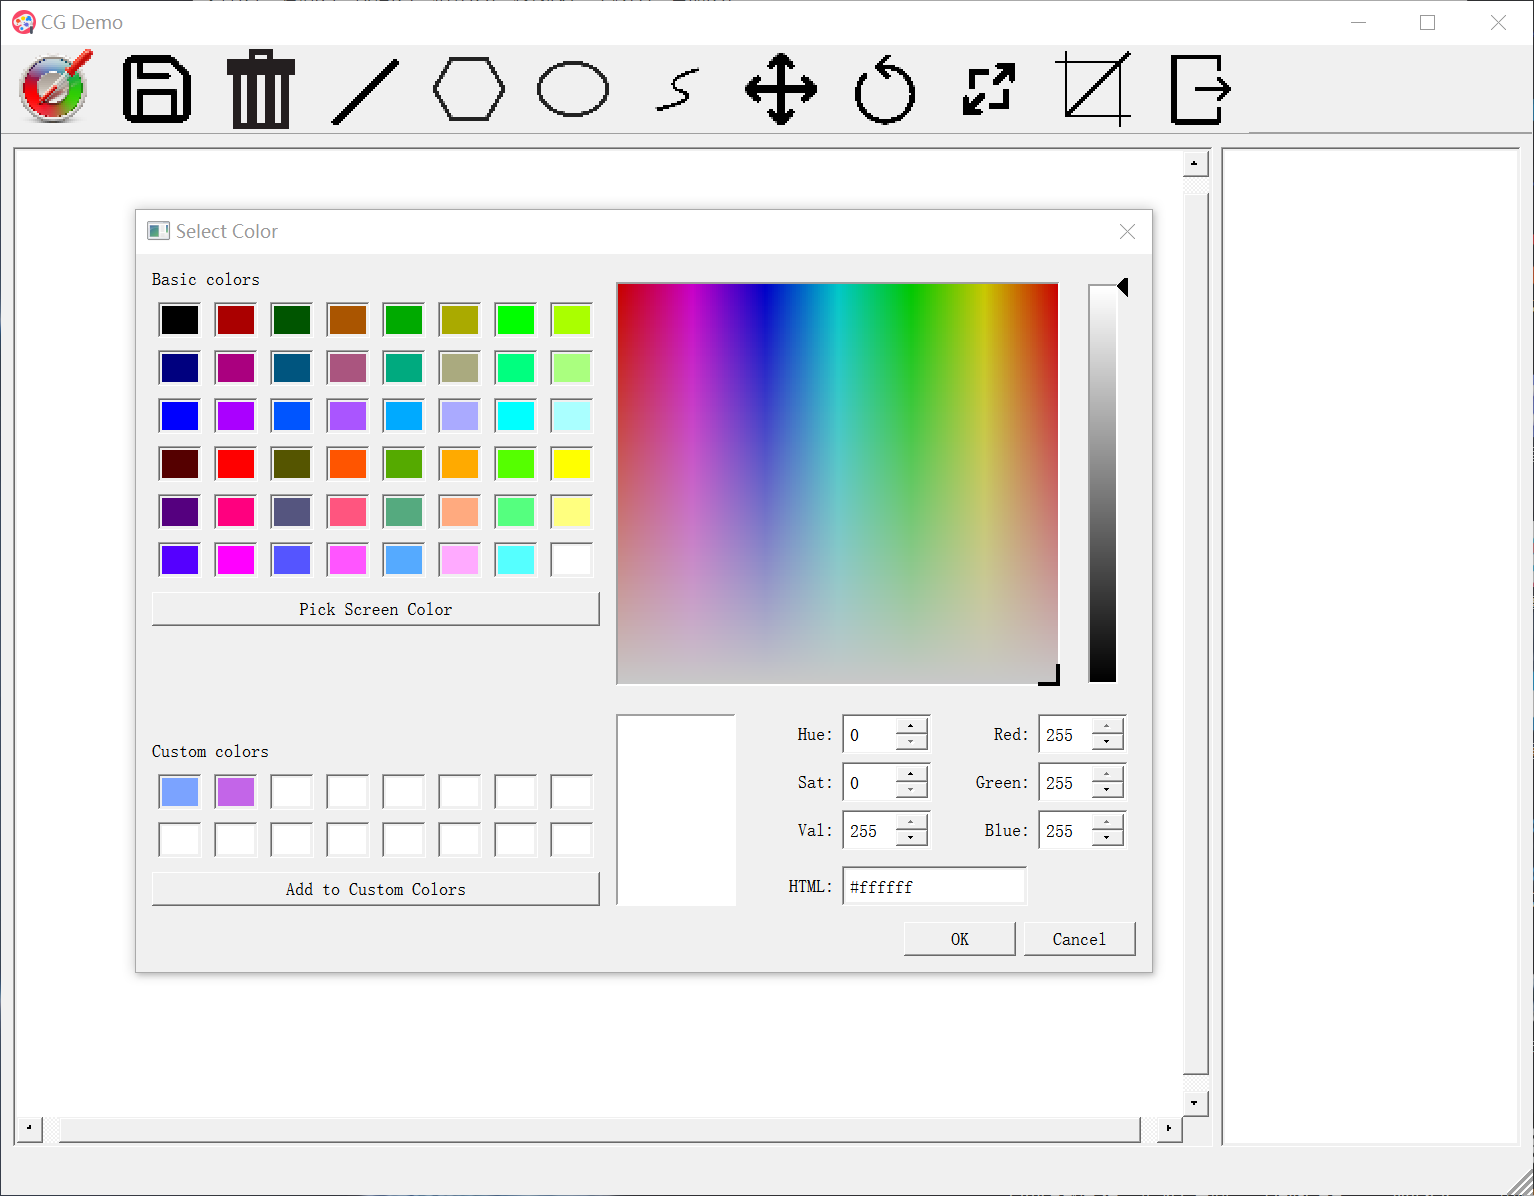 CG Demo
Select Color
Basic colors
Pick Screen Color
Custom colors
Add to Custom Colors
Hue: 0 Red: 255
Sat: 0 Green: 255
Val: 255 Blue: 255
HTML: #ffffff
OK Cancel